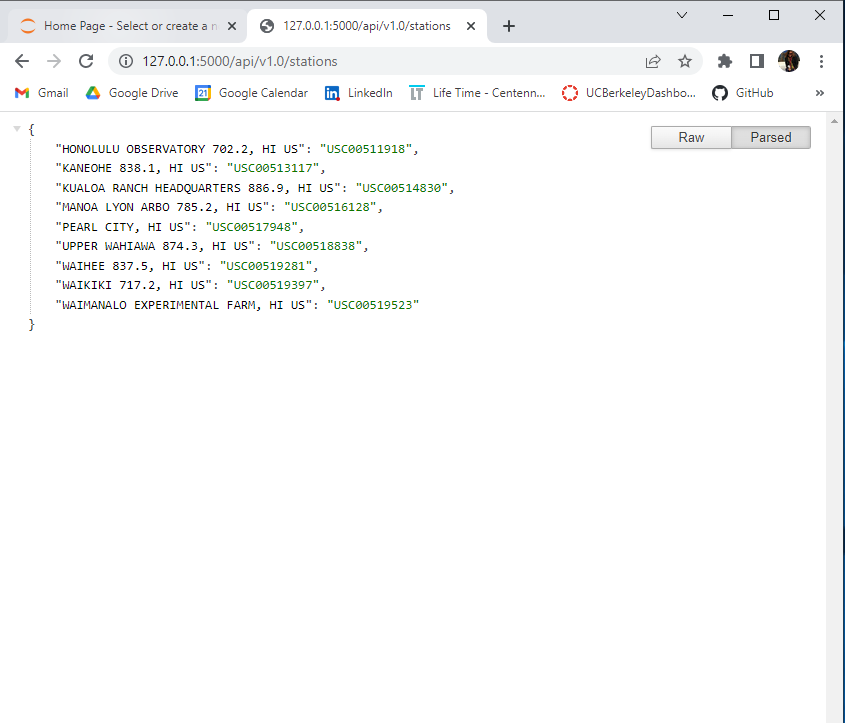 Home Page - Select or create a n
127.0.0.1:5000/api/v1.0/stations
127.0.0.1:5000/api/v1.0/stations
Gmail
Google Drive
21
Google Calendar
in
LinkedIn
LT
Life Time - Centenn...
UCBerkeleyDashbo...
GitHub
»
Raw
Parsed
{
"HONOLULU OBSERVATORY 702.2, HI US": "USC00511918",
"KANEOHE 838.1, HI US": "USC00513117",
"KUALOA RANCH HEADQUARTERS 886.9, HI US": "USC00514830",
"MANOA LYON ARBO 785.2, HI US": "USC00516128",
"PEARL CITY, HI US": "USC00517948",
"UPPER WAHIAWA 874.3, HI US": "USC00518838",
"WAIHEE 837.5, HI US": "USC00519281",
"WAIKIKI 717.2, HI US": "USC00519397",
"WAIMANALO EXPERIMENTAL FARM, HI US": "USC00519523"
}